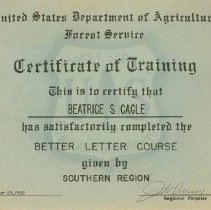 United States Department of Agricultur
Forest Service
Certificate of Training
This is to certify that
BEATRICE S. CAGLE
has satisfactorily completed the
BETTER LETTER COURSE
given by
SOUTHERN REGION
Regional Forester